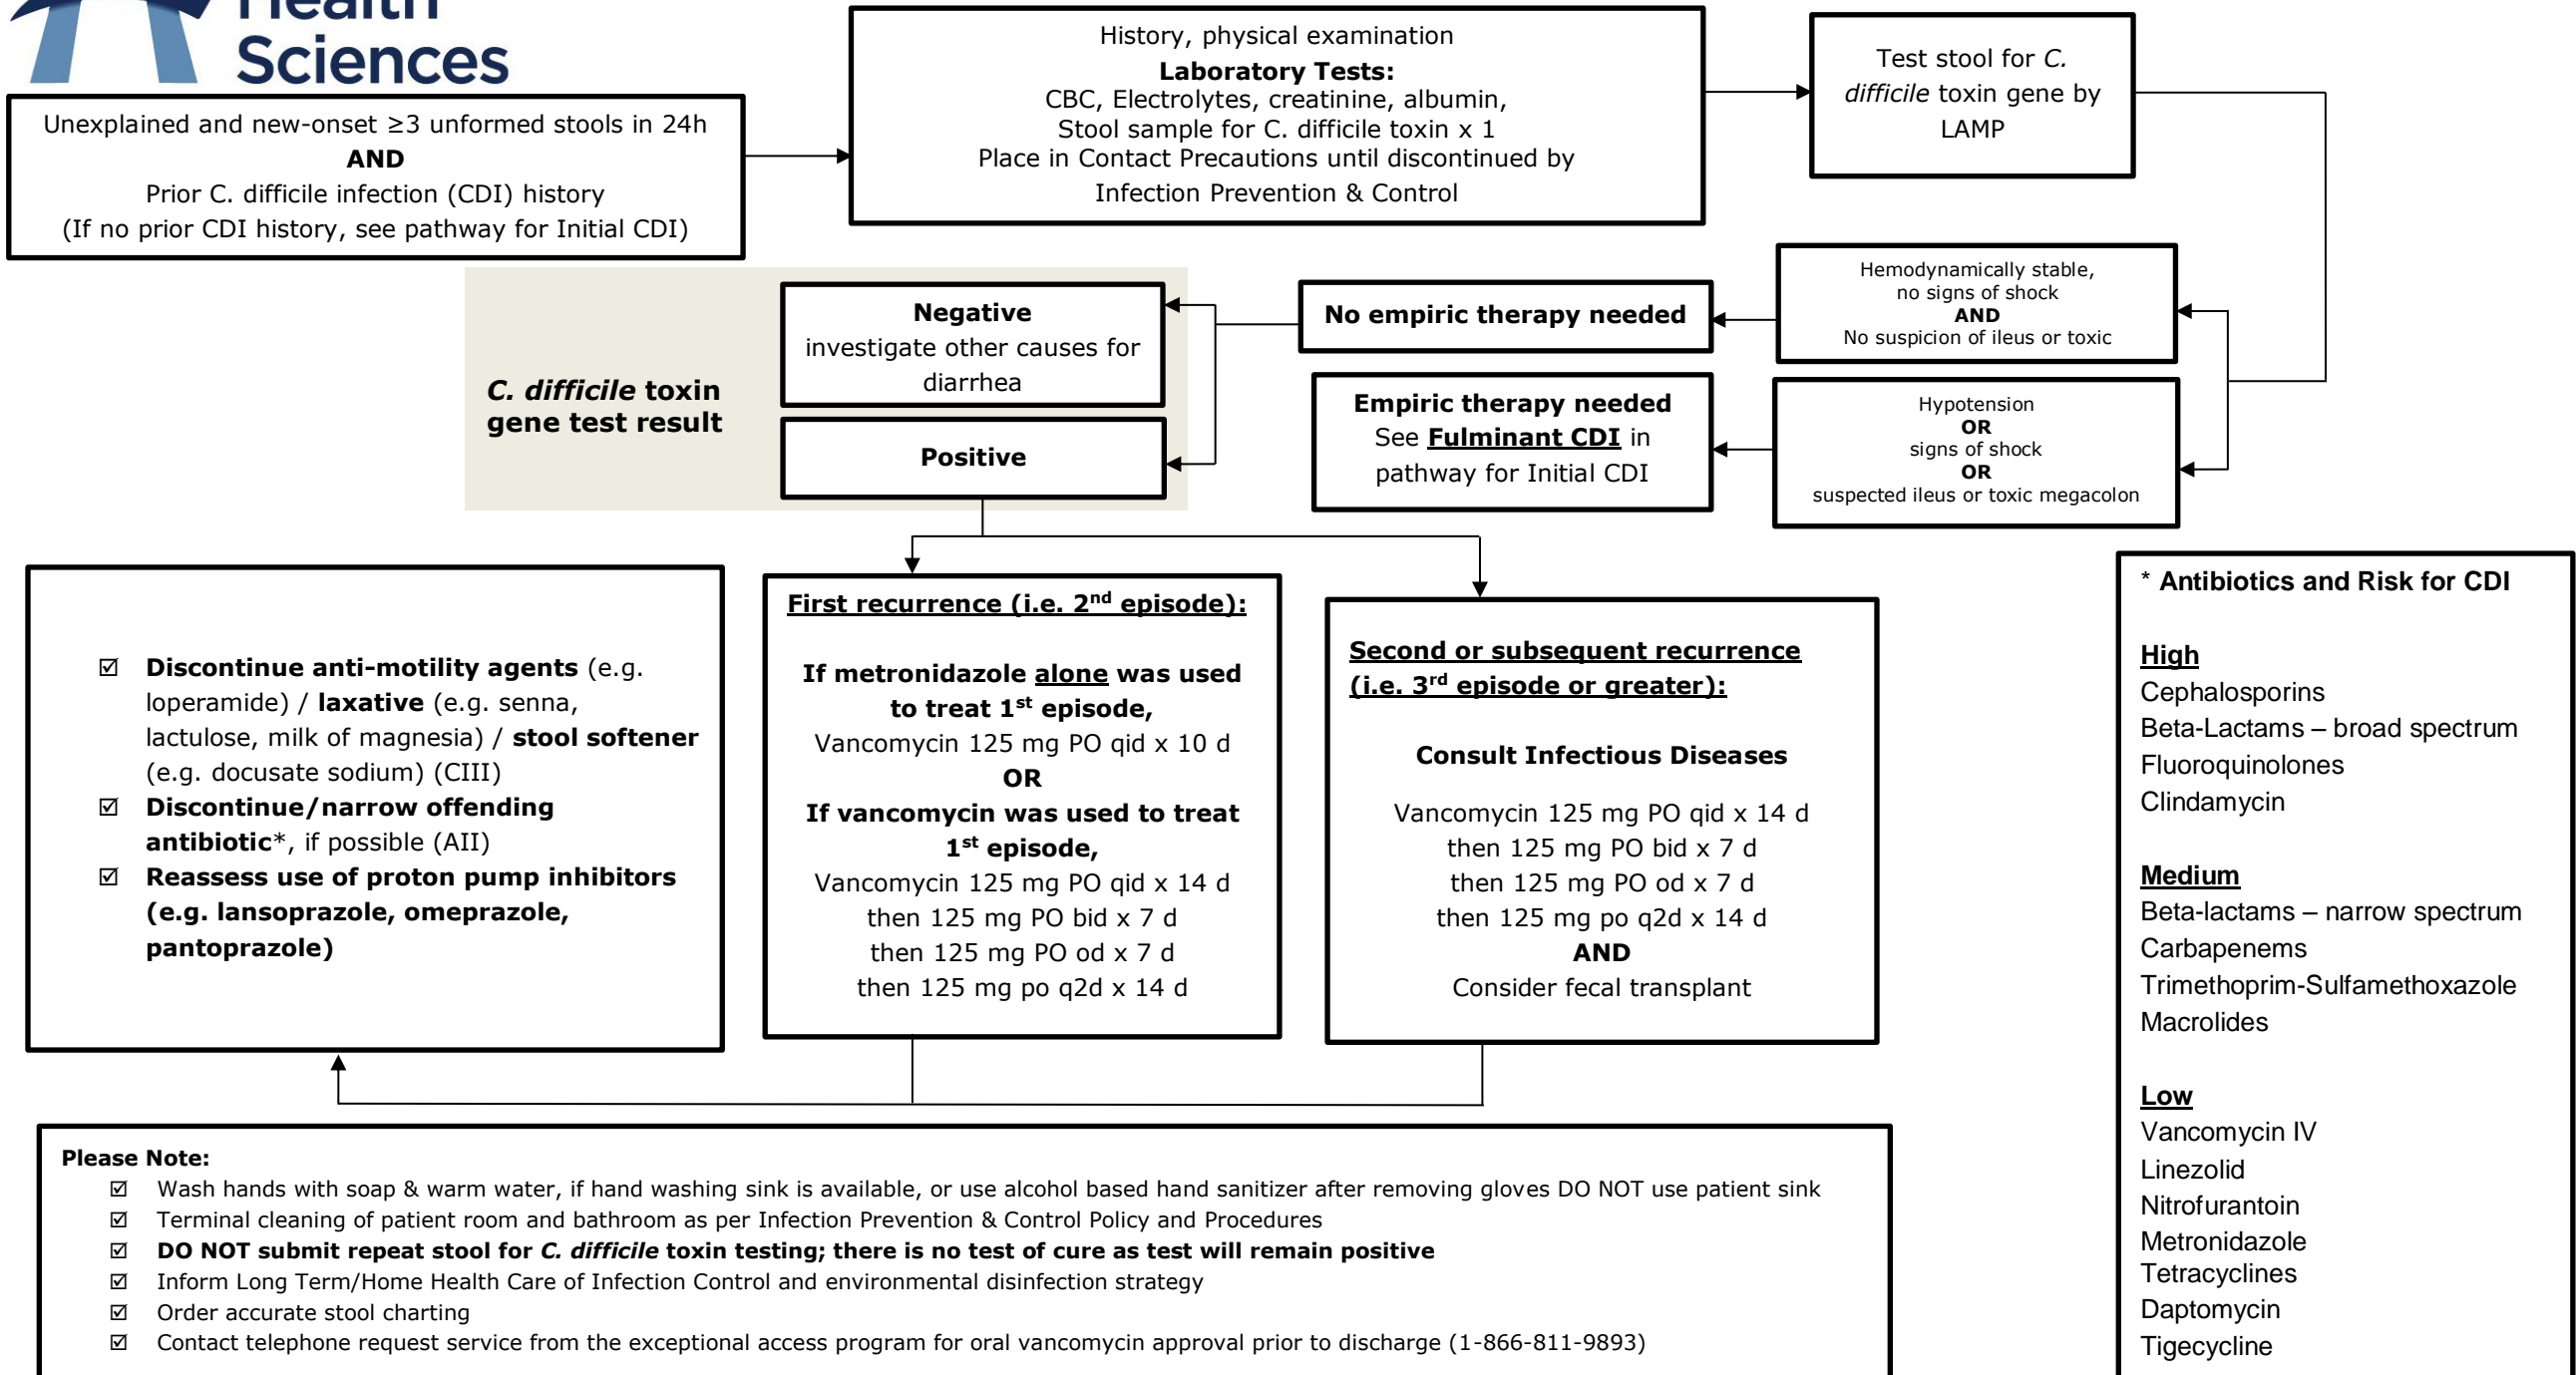 Health
Sciences
Unexplained and new-onset ≥3 unformed stools in 24h
AND
Prior C. difficile infection (CDI) history
(If no prior CDI history, see pathway for Initial CDI)
History, physical examination
Laboratory Tests:
CBC, Electrolytes, creatinine, albumin,
Stool sample for C. difficile toxin x 1
Place in Contact Precautions until discontinued by
Infection Prevention & Control
Test stool for C.
difficile toxin gene by
LAMP
Hemodynamically stable,
no signs of shock
AND
No suspicion of ileus or toxic
Hypotension
OR
signs of shock
OR
suspected ileus or toxic megacolon
No empiric therapy needed
Empiric therapy needed
See Fulminant CDI in
pathway for Initial CDI
C. difficile toxin
gene test result
Negative
investigate other causes for
diarrhea
Positive
☑ Discontinue anti-motility agents (e.g.
loperamide) / laxative (e.g. senna,
lactulose, milk of magnesia) / stool softener
(e.g. docusate sodium) (CIII)
☑ Discontinue/narrow offending
antibiotic*, if possible (AII)
☑ Reassess use of proton pump inhibitors
(e.g. lansoprazole, omeprazole,
pantoprazole)
First recurrence (i.e. 2nd episode):
If metronidazole alone was used
to treat 1st episode,
Vancomycin 125 mg PO qid x 10 d
OR
If vancomycin was used to treat
1st episode,
Vancomycin 125 mg PO qid x 14 d
then 125 mg PO bid x 7 d
then 125 mg PO od x 7 d
then 125 mg po q2d x 14 d
Second or subsequent recurrence
(i.e. 3rd episode or greater):
Consult Infectious Diseases
Vancomycin 125 mg PO qid x 14 d
then 125 mg PO bid x 7 d
then 125 mg PO od x 7 d
then 125 mg po q2d x 14 d
AND
Consider fecal transplant
* Antibiotics and Risk for CDI
High
Cephalosporins
Beta-Lactams – broad spectrum
Fluoroquinolones
Clindamycin
Medium
Beta-lactams – narrow spectrum
Carbapenems
Trimethoprim-Sulfamethoxazole
Macrolides
Low
Vancomycin IV
Linezolid
Nitrofurantoin
Metronidazole
Tetracyclines
Daptomycin
Tigecycline
Please Note:
☑ Wash hands with soap & warm water, if hand washing sink is available, or use alcohol based hand sanitizer after removing gloves DO NOT use patient sink
☑ Terminal cleaning of patient room and bathroom as per Infection Prevention & Control Policy and Procedures
☑ DO NOT submit repeat stool for C. difficile toxin testing; there is no test of cure as test will remain positive
☑ Inform Long Term/Home Health Care of Infection Control and environmental disinfection strategy
☑ Order accurate stool charting
☑ Contact telephone request service from the exceptional access program for oral vancomycin approval prior to discharge (1-866-811-9893)